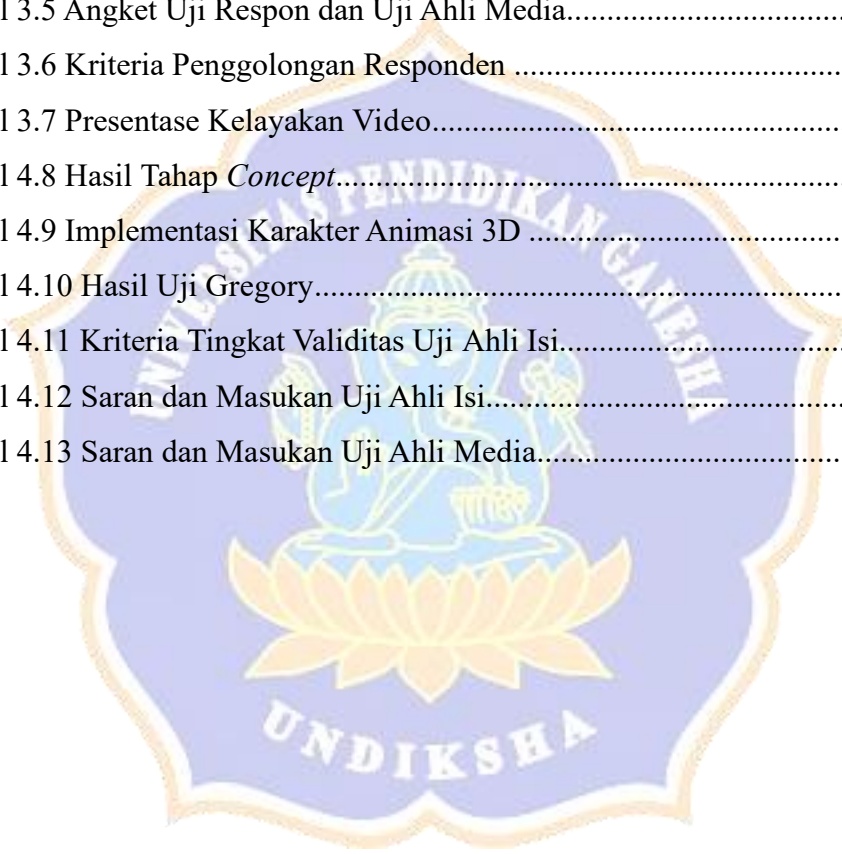 l 3.5 Angket Uji Respon dan Uji Ahli Media..............................
l 3.6 Kriteria Penggolongan Responden ....................................
l 3.7 Presentase Kelayakan Video.............................................
l 4.8 Hasil Tahap Concept........................................................
l 4.9 Implementasi Karakter Animasi 3D ..................................
l 4.10 Hasil Uji Gregory...........................................................
l 4.11 Kriteria Tingkat Validitas Uji Ahli Isi................................
l 4.12 Saran dan Masukan Uji Ahli Isi.........................................
l 4.13 Saran dan Masukan Uji Ahli Media..................................
UNIVERSITAS PENDIDIKAN GANESHA
UNDIKSHA